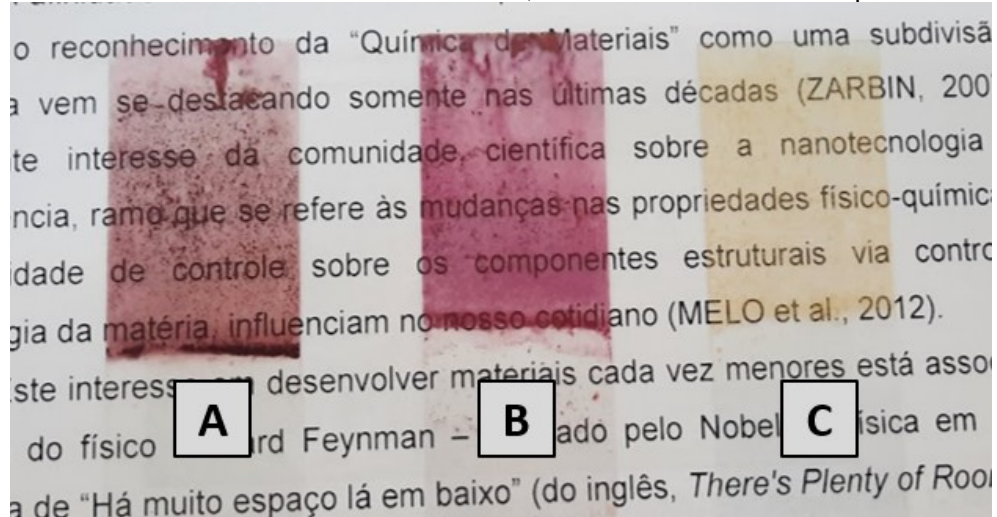 o reconhecimento da “Química de Materiais” como uma subdivisã
a vem se destacando somente nas últimas décadas (ZARBIN, 200
te interesse da comunidade científica sobre a nanotecnologia
ncia, ramo que se refere às mudanças nas propriedades físico-química
idade de controle sobre os componentes estruturais via contro
gia da matéria, influenciam no nosso cotidiano (MELO et al., 2012).
ste interesse desenvolver materiais cada vez menores está assoc
A B C
do físico ard Feynman – ado pelo Nobel ísica em
a de “Há muito espaço lá em baixo” (do inglês, There's Plenty of Roo